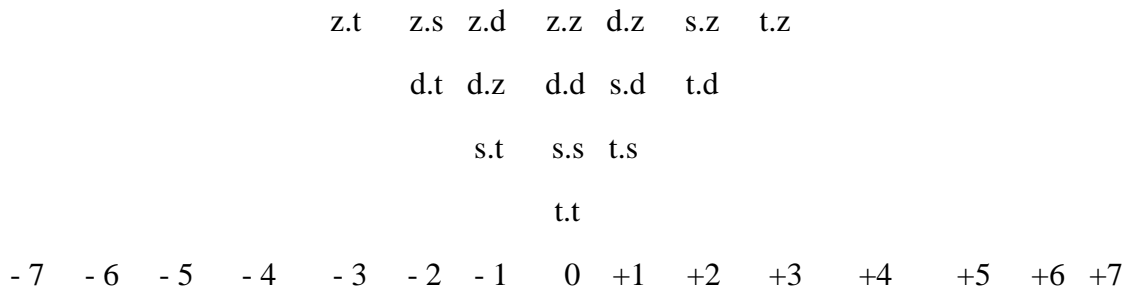 z.t z.s z.d z.z d.z s.z t.z
d.t d.z d.d s.d t.d
s.t s.s t.s
t.t
- 7 - 6 - 5 - 4 - 3 - 2 - 1 0 +1 +2 +3 +4 +5 +6 +7